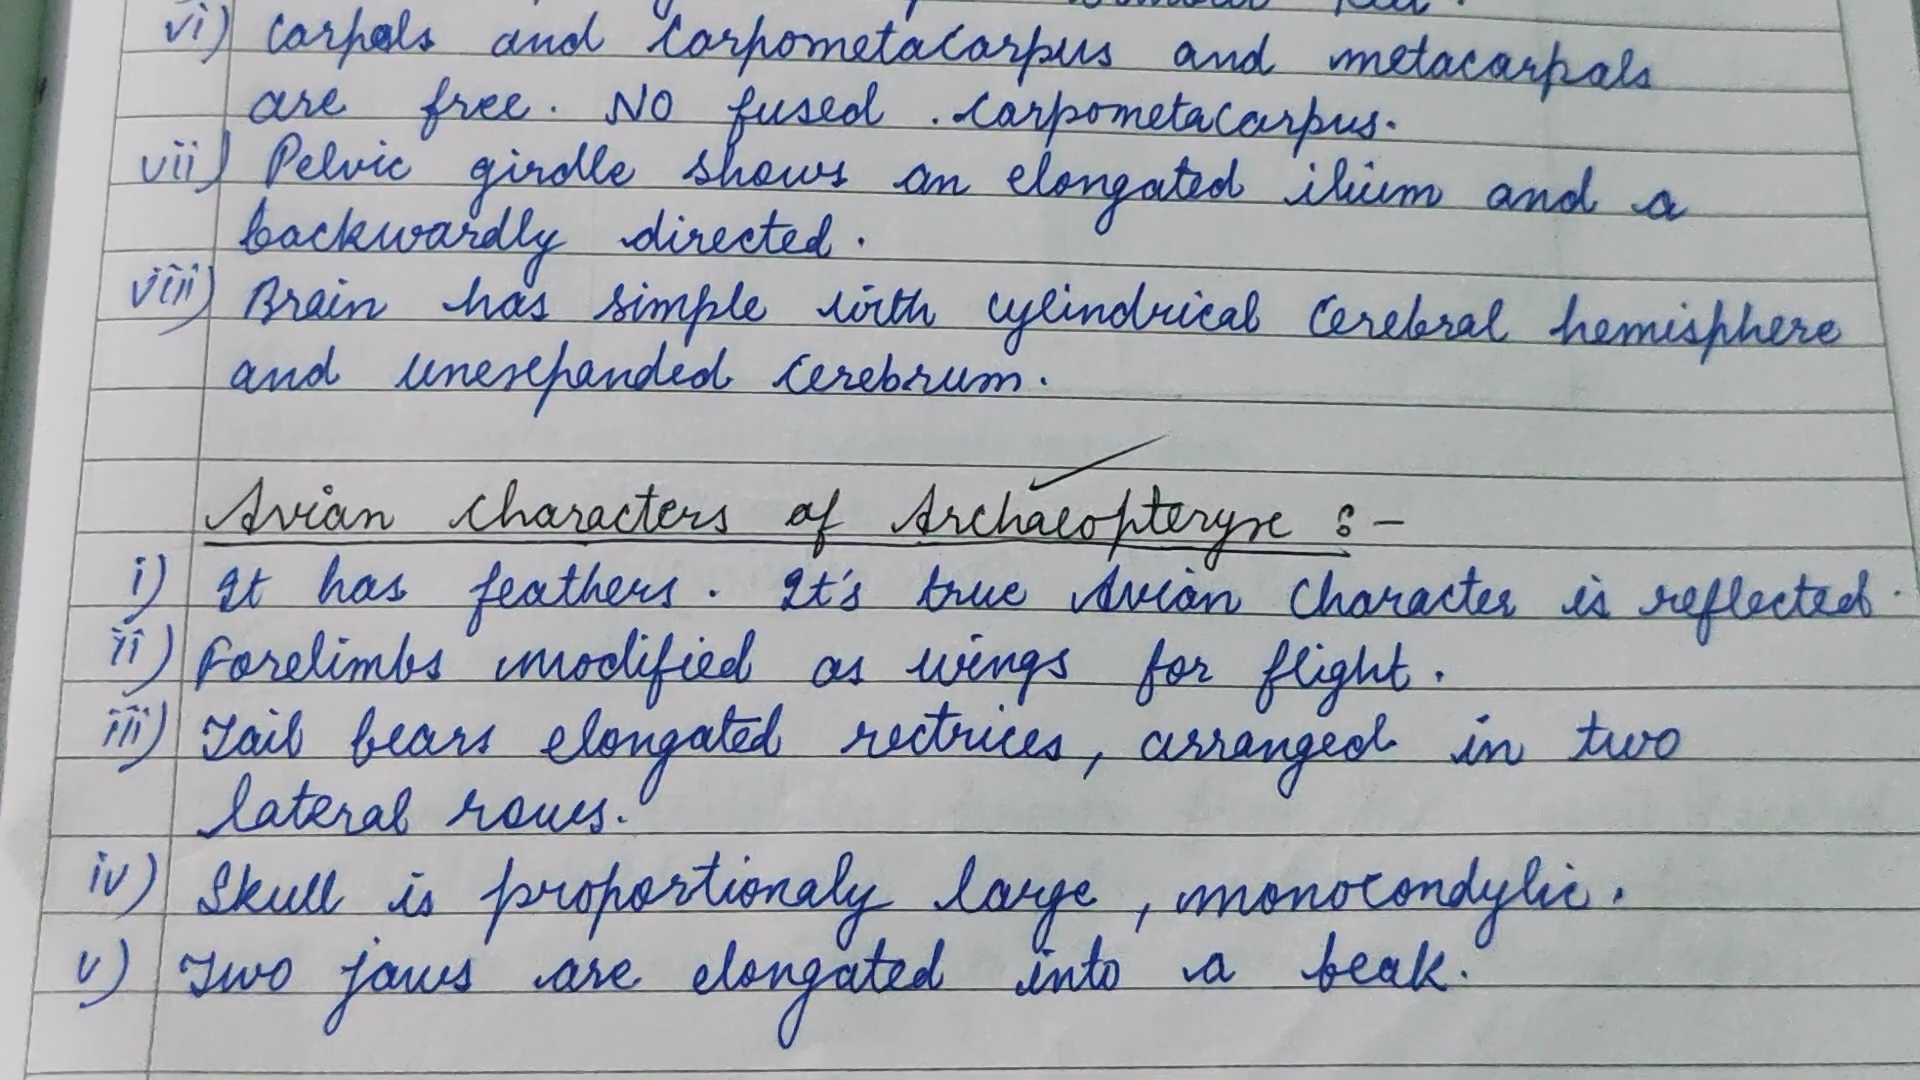 vi) Carpals and Carpometacarpus and metacarpals
are free. NO fused . Carpometacarpus.
vii) Pelvic girdle shows an elongated ilium and a
backwardly directed.
viii) Brain has simple with cylindrical cerebral hemisphere
and unexepanded cerebrum.
Avian characters of Archaeopteryx :-
i) It has feathers. It's true Avian Character is reflected.
ii) Forelimbs modified as wings for flight.
iii) Tail bears elongated rectrices, arranged in two
lateral rows.
iv) Skull is proportionaly large, monocondylic.
v) Two jaws are elongated into a beak.